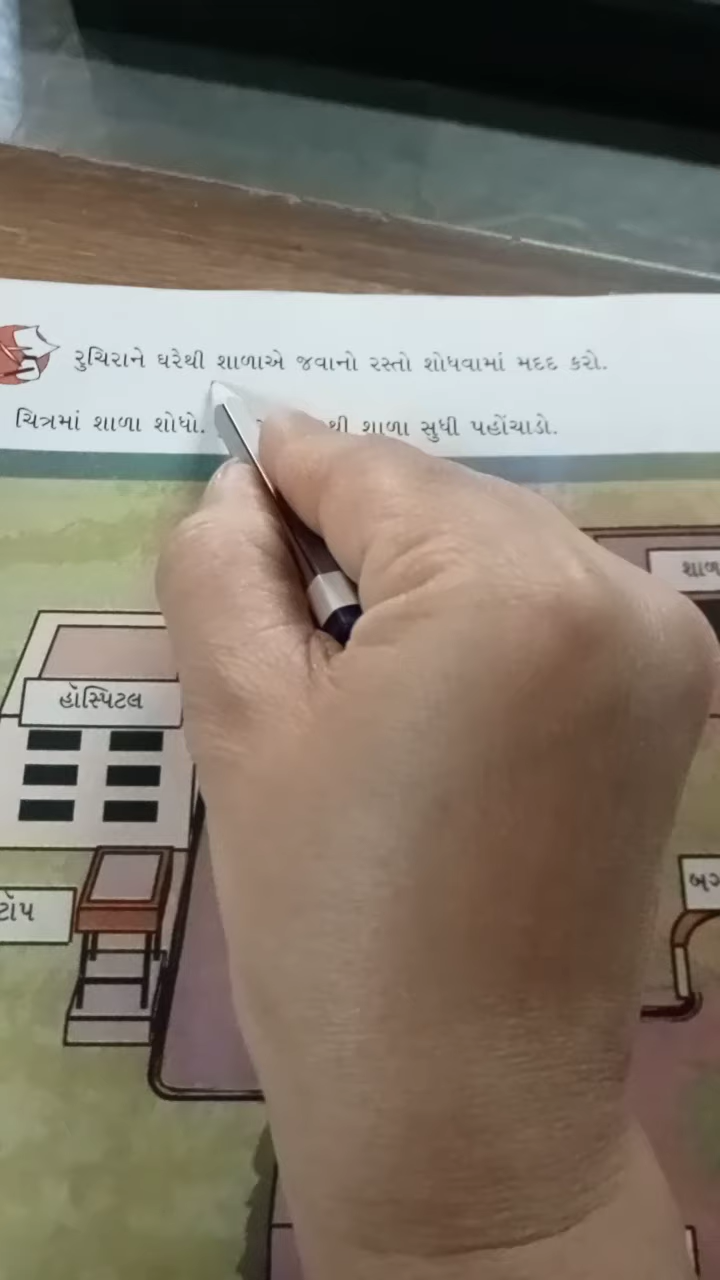 રુચિરાને ઘરેથી શાળાએ જવાનો રસ્તો શોધવામાં મદદ કરો.
ચિત્રમાં શાળા શોધો. શાળા સુધી પહોંચાડો.
હૉસ્પિટલ